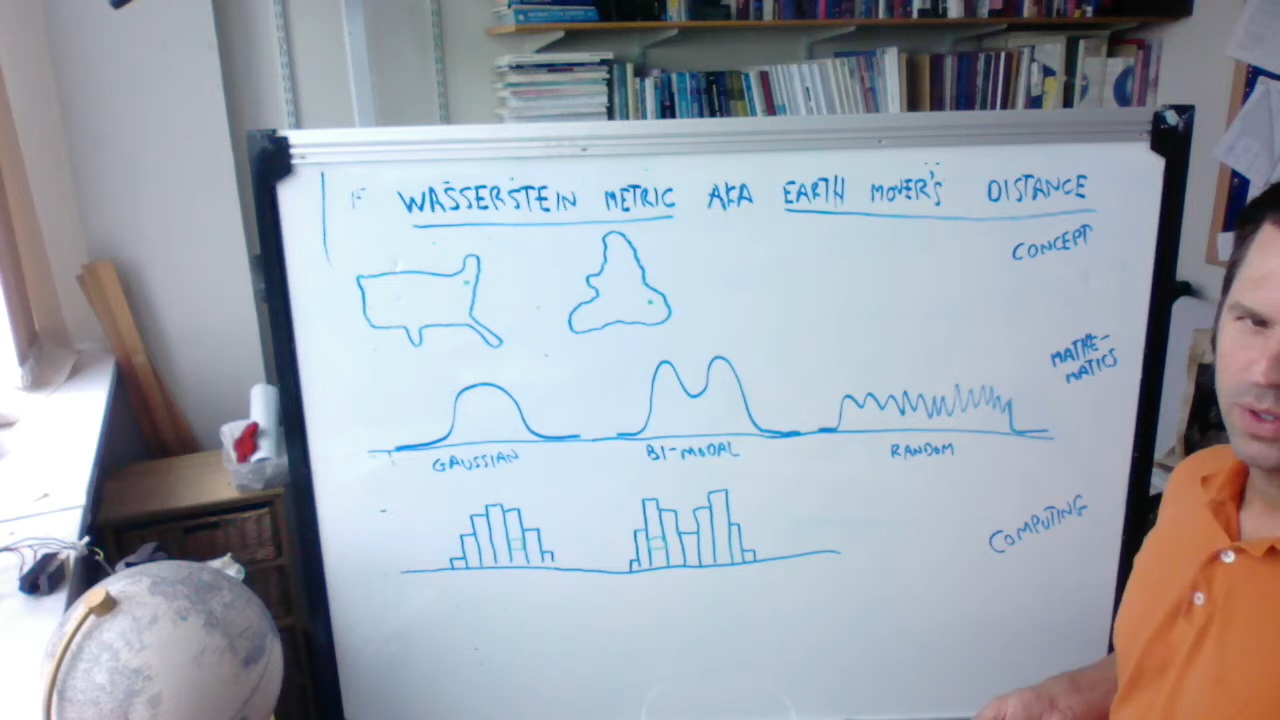 WASSERSTEIN METRIC AKA EARTH MOVER'S DISTANCE
CONCEPT
MATHE-
MATICS
GAUSSIAN BI-MODAL RANDOM
COMPUTING